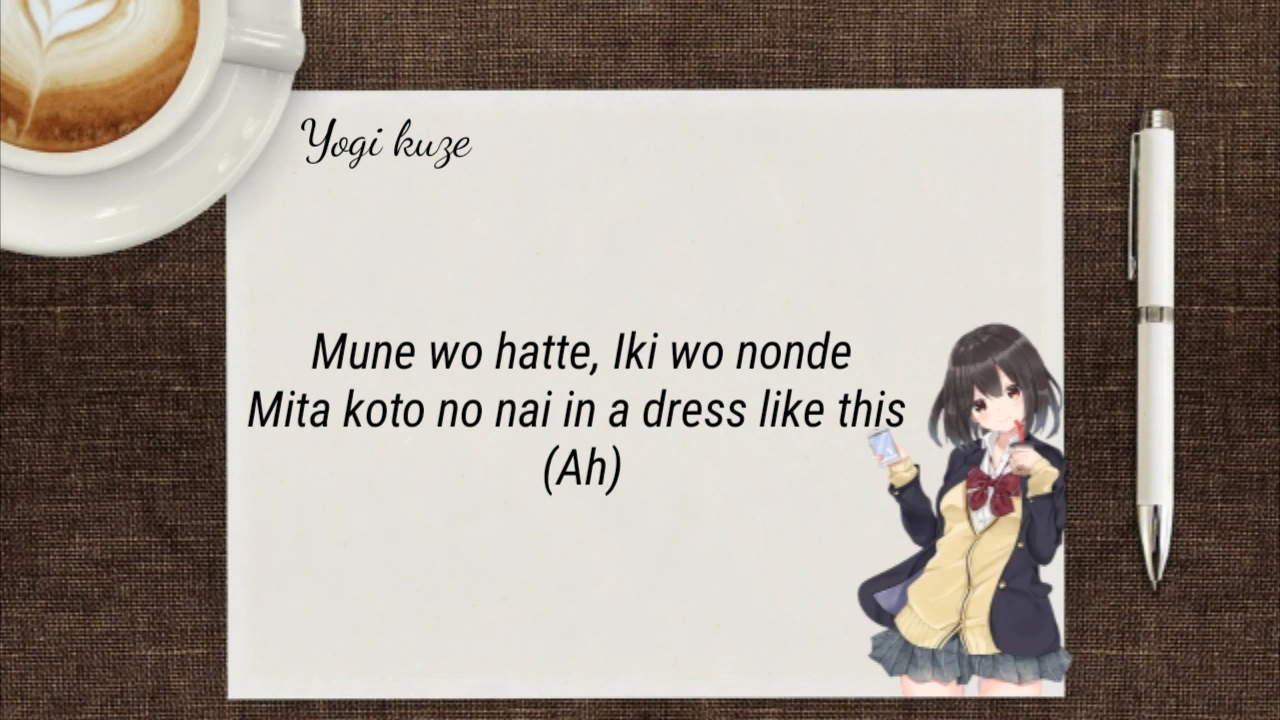 Yogi kuze
Mune wo hatte, Iki wo nonde
Mita koto no nai in a dress like this
(Ah)